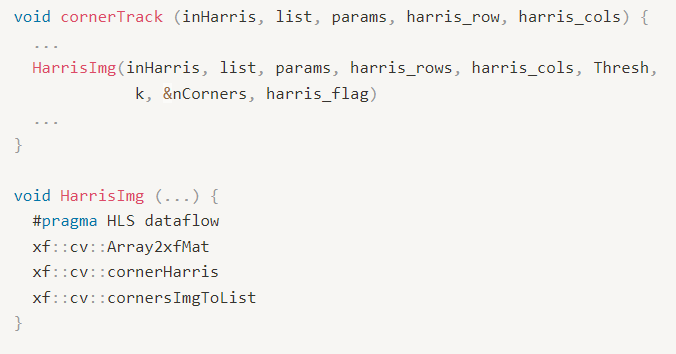 void cornerTrack (inHarris, list, params, harris_row, harris_cols) {
...
HarrisImg(inHarris, list, params, harris_rows, harris_cols, Thresh,
k, &nCorners, harris_flag)
...
}
void HarrisImg (...) {
#pragma HLS dataflow
xf::cv::Array2xfMat
xf::cv::cornerHarris
xf::cv::cornersImgToList
}